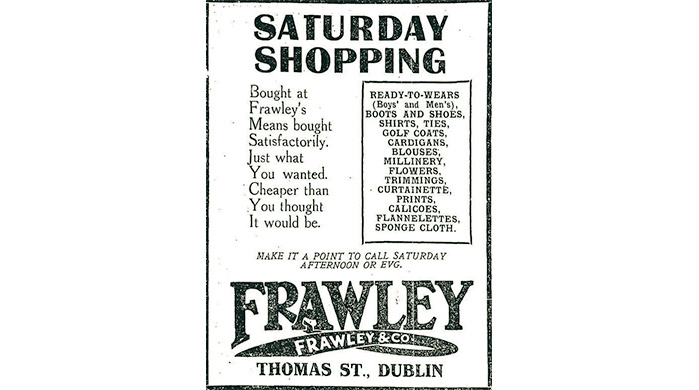 SATURDAY
SHOPPING
Bought at
Frawley's
Means bought
Satisfactorily.
Just what
You wanted.
Cheaper than
You thought
It would be.
READY-TO-WEARS
(Boys' and Men's),
BOOTS AND SHOES,
SHIRTS, TIES,
GOLF COATS,
CARDIGANS,
BLOUSES,
MILLINERY,
FLOWERS,
TRIMMINGS,
CURTAINETTE,
PRINTS,
CALICOES,
FLANNELETTES,
SPONGE CLOTH.
MAKE IT A POINT TO CALL SATURDAY
AFTERNOON OR EVG.
FRAWLEY
FRAWLEY & CO.
THOMAS ST., DUBLIN